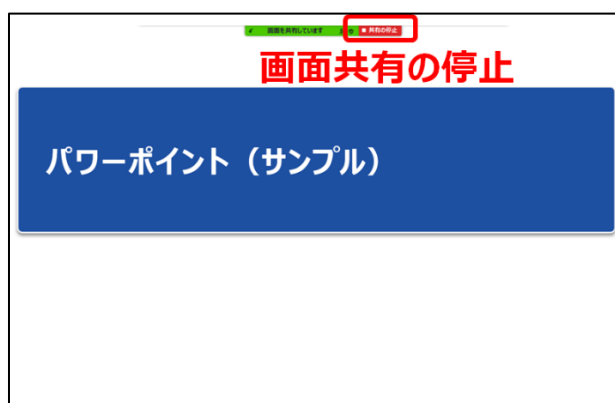 画面を共有しています
共有の停止
画面共有の停止
パワーポイント（サンプル）